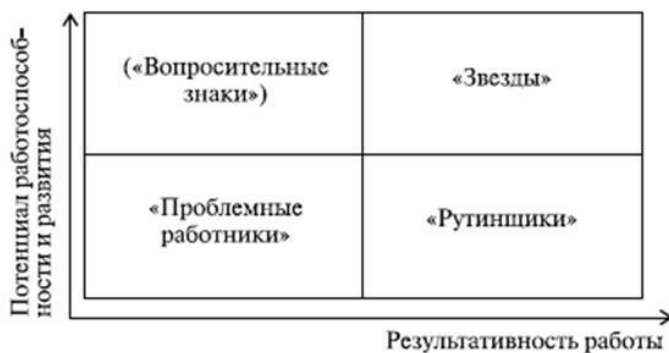 Потенциал работоспособ-
ности и развития
(«Вопросительные
знаки»)
«Звезды»
«Проблемные
работники»
«Рутинщики»
Результативность работы